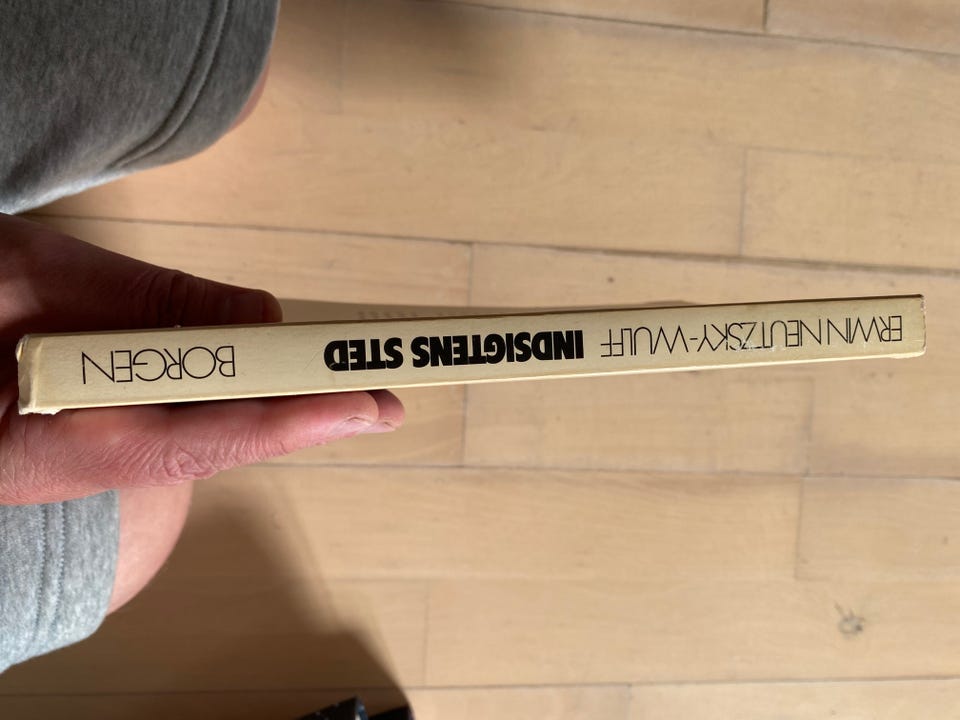 ERWIN NEUTZSKY-WULFF INDSIGTENS STED BORGEN